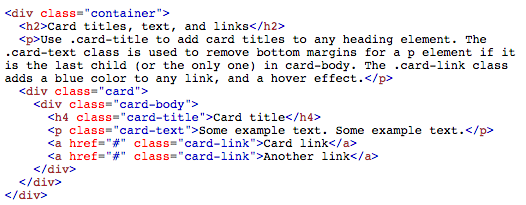 <div class="container">
  <h2>Card titles, text, and links</h2>
  <p>Use .card-title to add card titles to any heading element. The
.card-text class is used to remove bottom margins for a p element if it
is the last child (or the only one) in card-body. The .card-link class
adds a blue color to any link, and a hover effect.</p>
  <div class="card">
    <div class="card-body">
      <h4 class="card-title">Card title</h4>
      <p class="card-text">Some example text. Some example text.</p>
      <a href="#" class="card-link">Card link</a>
      <a href="#" class="card-link">Another link</a>
    </div>
  </div>
</div>